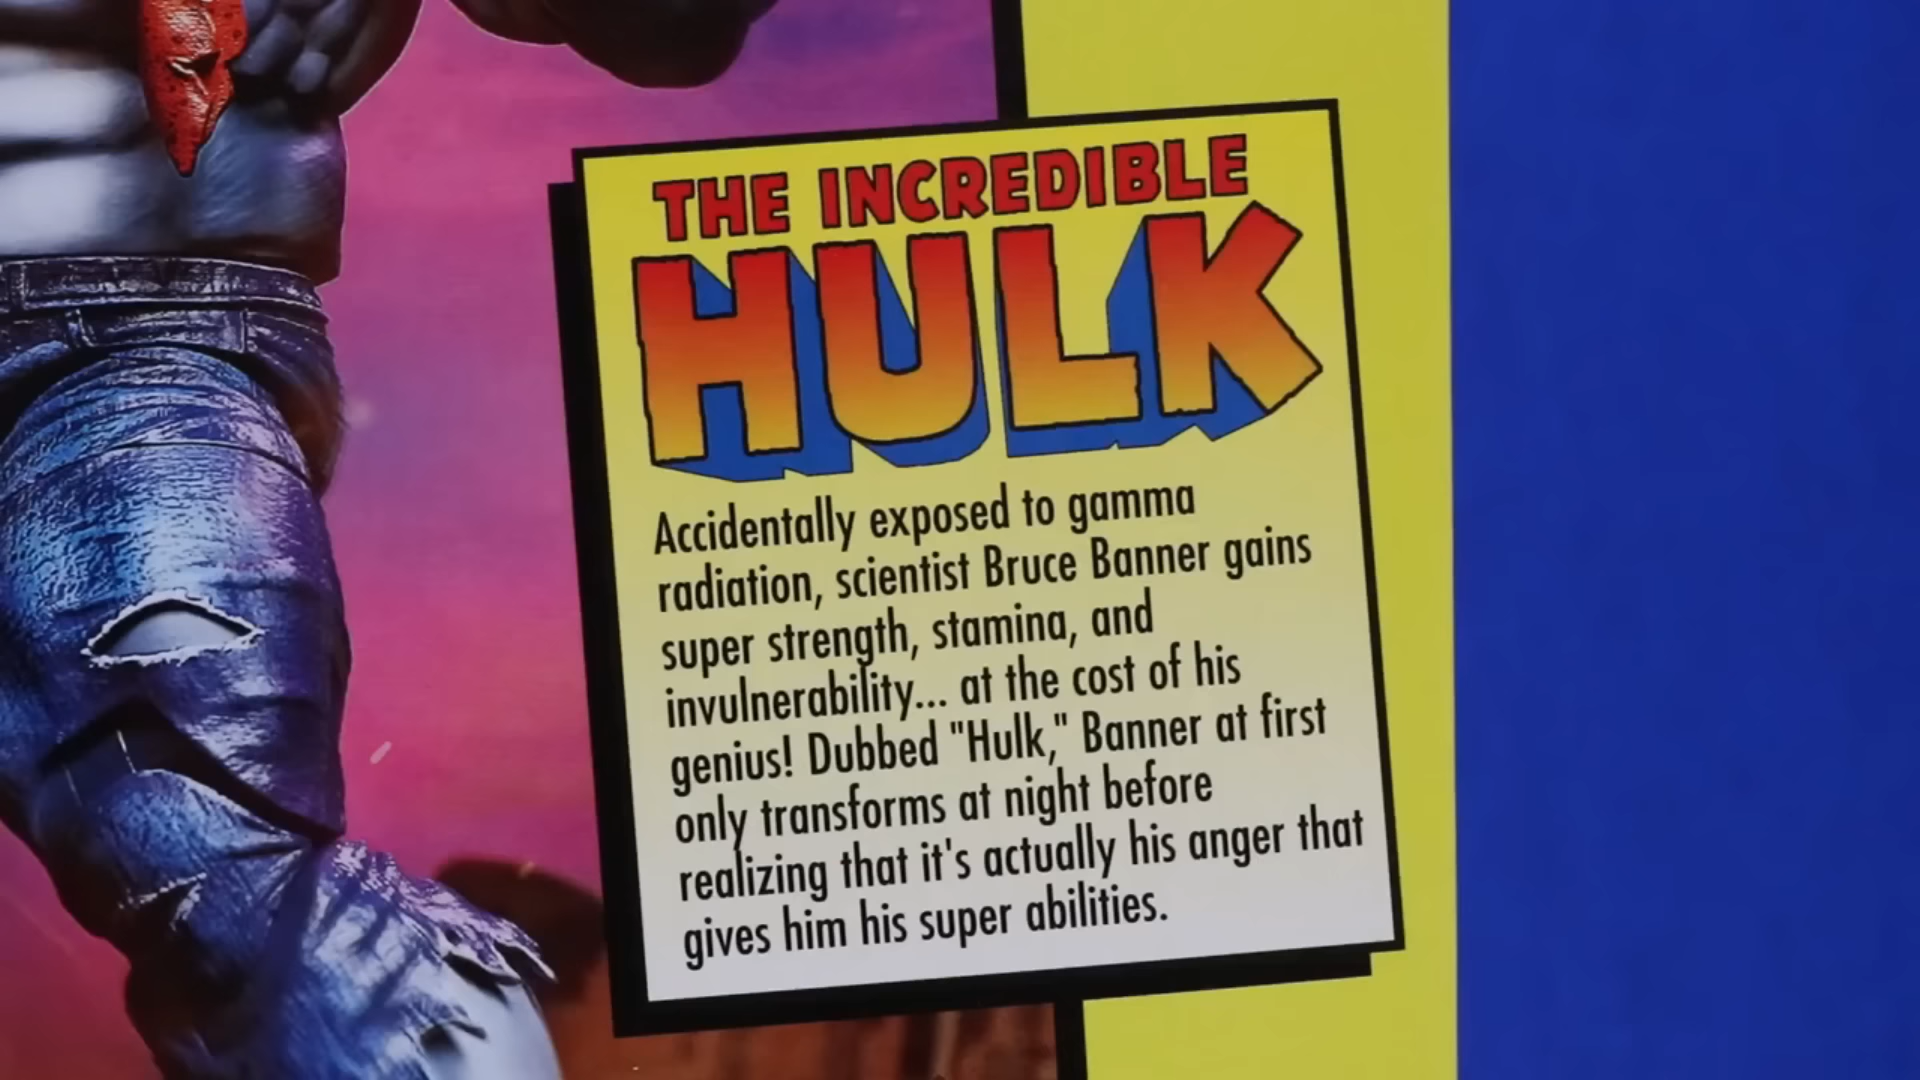 THE INCREDIBLE
HULK
Accidentally exposed to gamma
radiation, scientist Bruce Banner gains
super strength, stamina, and
invulnerability... at the cost of his
genius! Dubbed "Hulk," Banner at first
only transforms at night before
realizing that it's actually his anger that
gives him his super abilities.